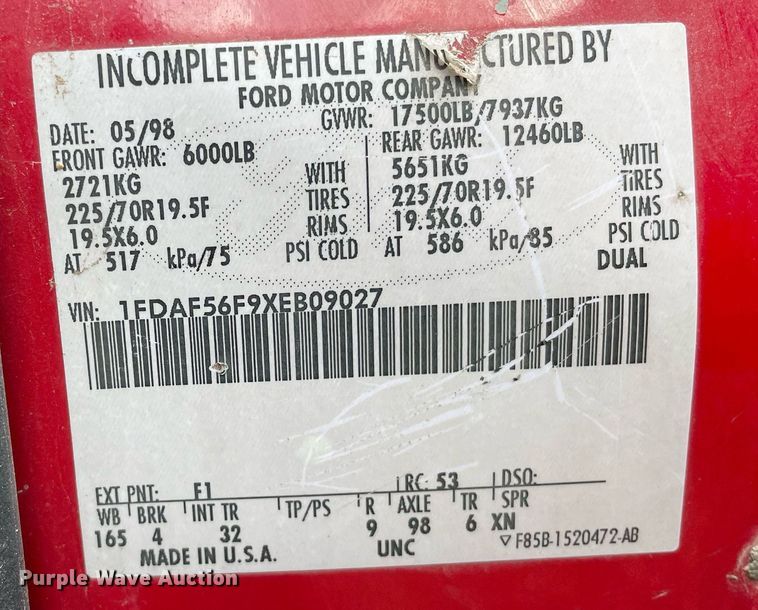 INCOMPLETE VEHICLE MANUFACTURED BY
FORD MOTOR COMPANY
DATE: 05/98 GVWR: 17500LB/7937KG
FRONT GAWR: 6000LB REAR GAWR: 12460LB
2721KG WITH 5651KG WITH
225/70R19.5F TIRES 225/70R19.5F TIRES
19.5X6.0 RIMS 19.5X6.0 RIMS
AT 517 kPa/75 PSI COLD AT 586 kPa/85 PSI COLD
DUAL
VIN: 1FDAF56F9XEB09027
EXT PNT: F1 RC: 53 DSO:
WB BRK INT TR TP/PS R AXLE TR SPR
165 4 32 9 98 6 XN
MADE IN U.S.A. UNC ▽ F85B-1520472-AB
Purple Wave Auction